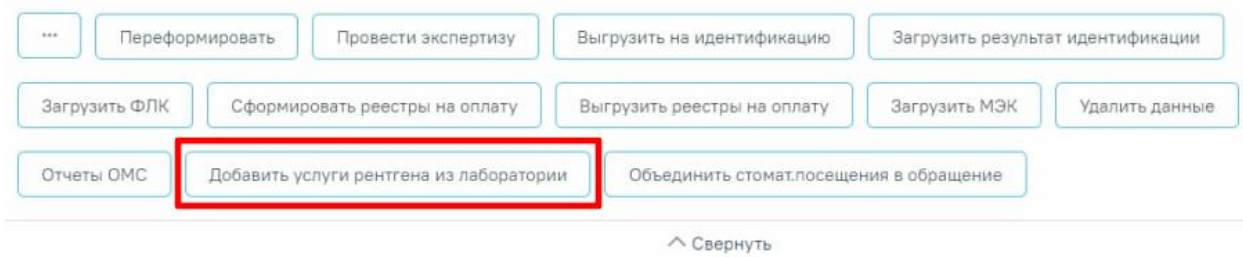 ... Переформировать Провести экспертизу Выгрузить на идентификацию Загрузить результат идентификации
Загрузить ФЛК Сформировать реестры на оплату Выгрузить реестры на оплату Загрузить МЭК Удалить данные
Отчеты ОМС Добавить услуги рентгена из лаборатории Объединить стомат.посещения в обращение
Свернуть